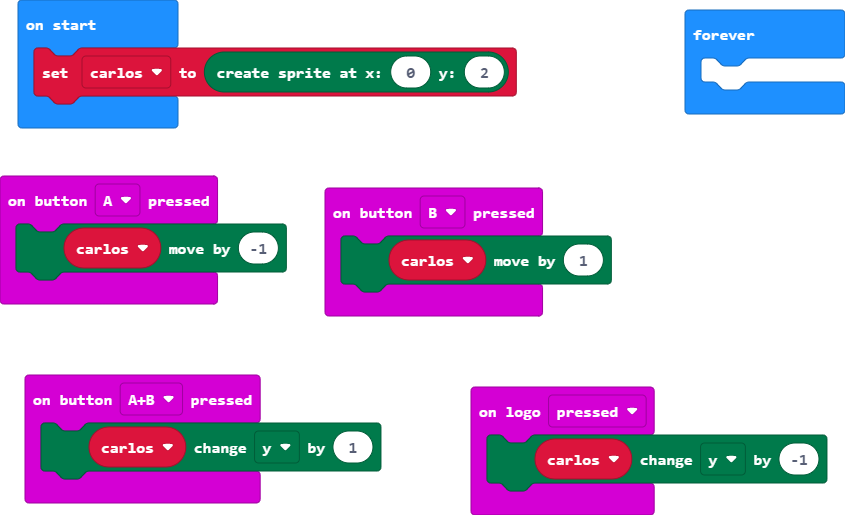 on start
set carlos to create sprite at x: 0 y: 2
forever
on button A pressed
carlos move by -1
on button B pressed
carlos move by 1
on button A+B pressed
carlos change y by 1
on logo pressed
carlos change y by -1